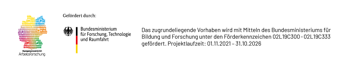 Gefördert durch:
Bundesministerium
für Forschung, Technologie
und Raumfahrt
Das zugrundeliegende Vorhaben wird mit Mitteln des Bundesministeriums für
Bildung und Forschung unter den Förderkennzeichen 02L19C300 - 02L19C333
gefördert. Projektlaufzeit: 01.11.2021 – 31.10.2026
Arbeitsforschung